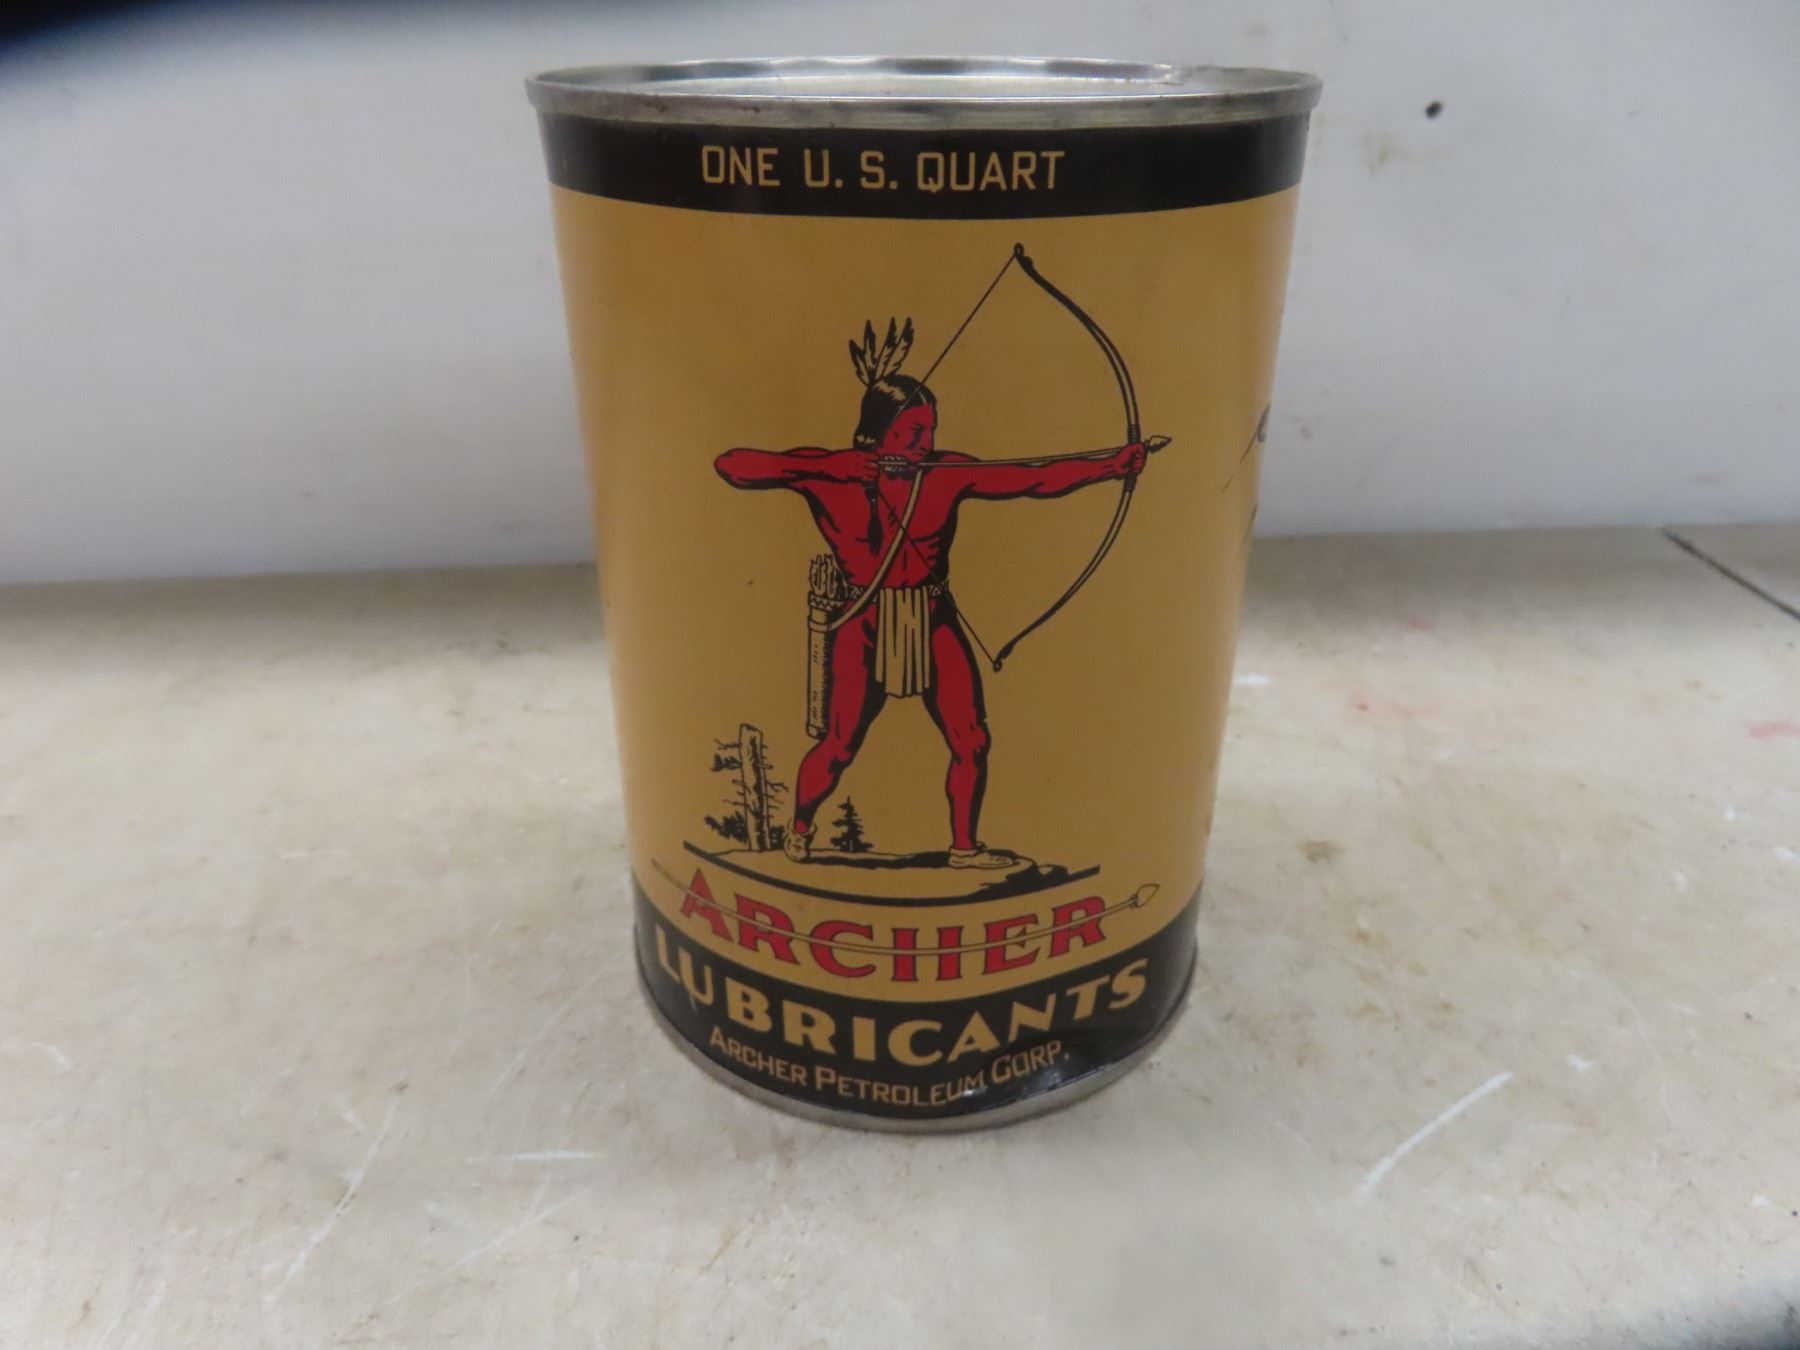 ONE U. S. QUART
ARCHER
LUBRICANTS
ARCHER PETROLEUM CORP.